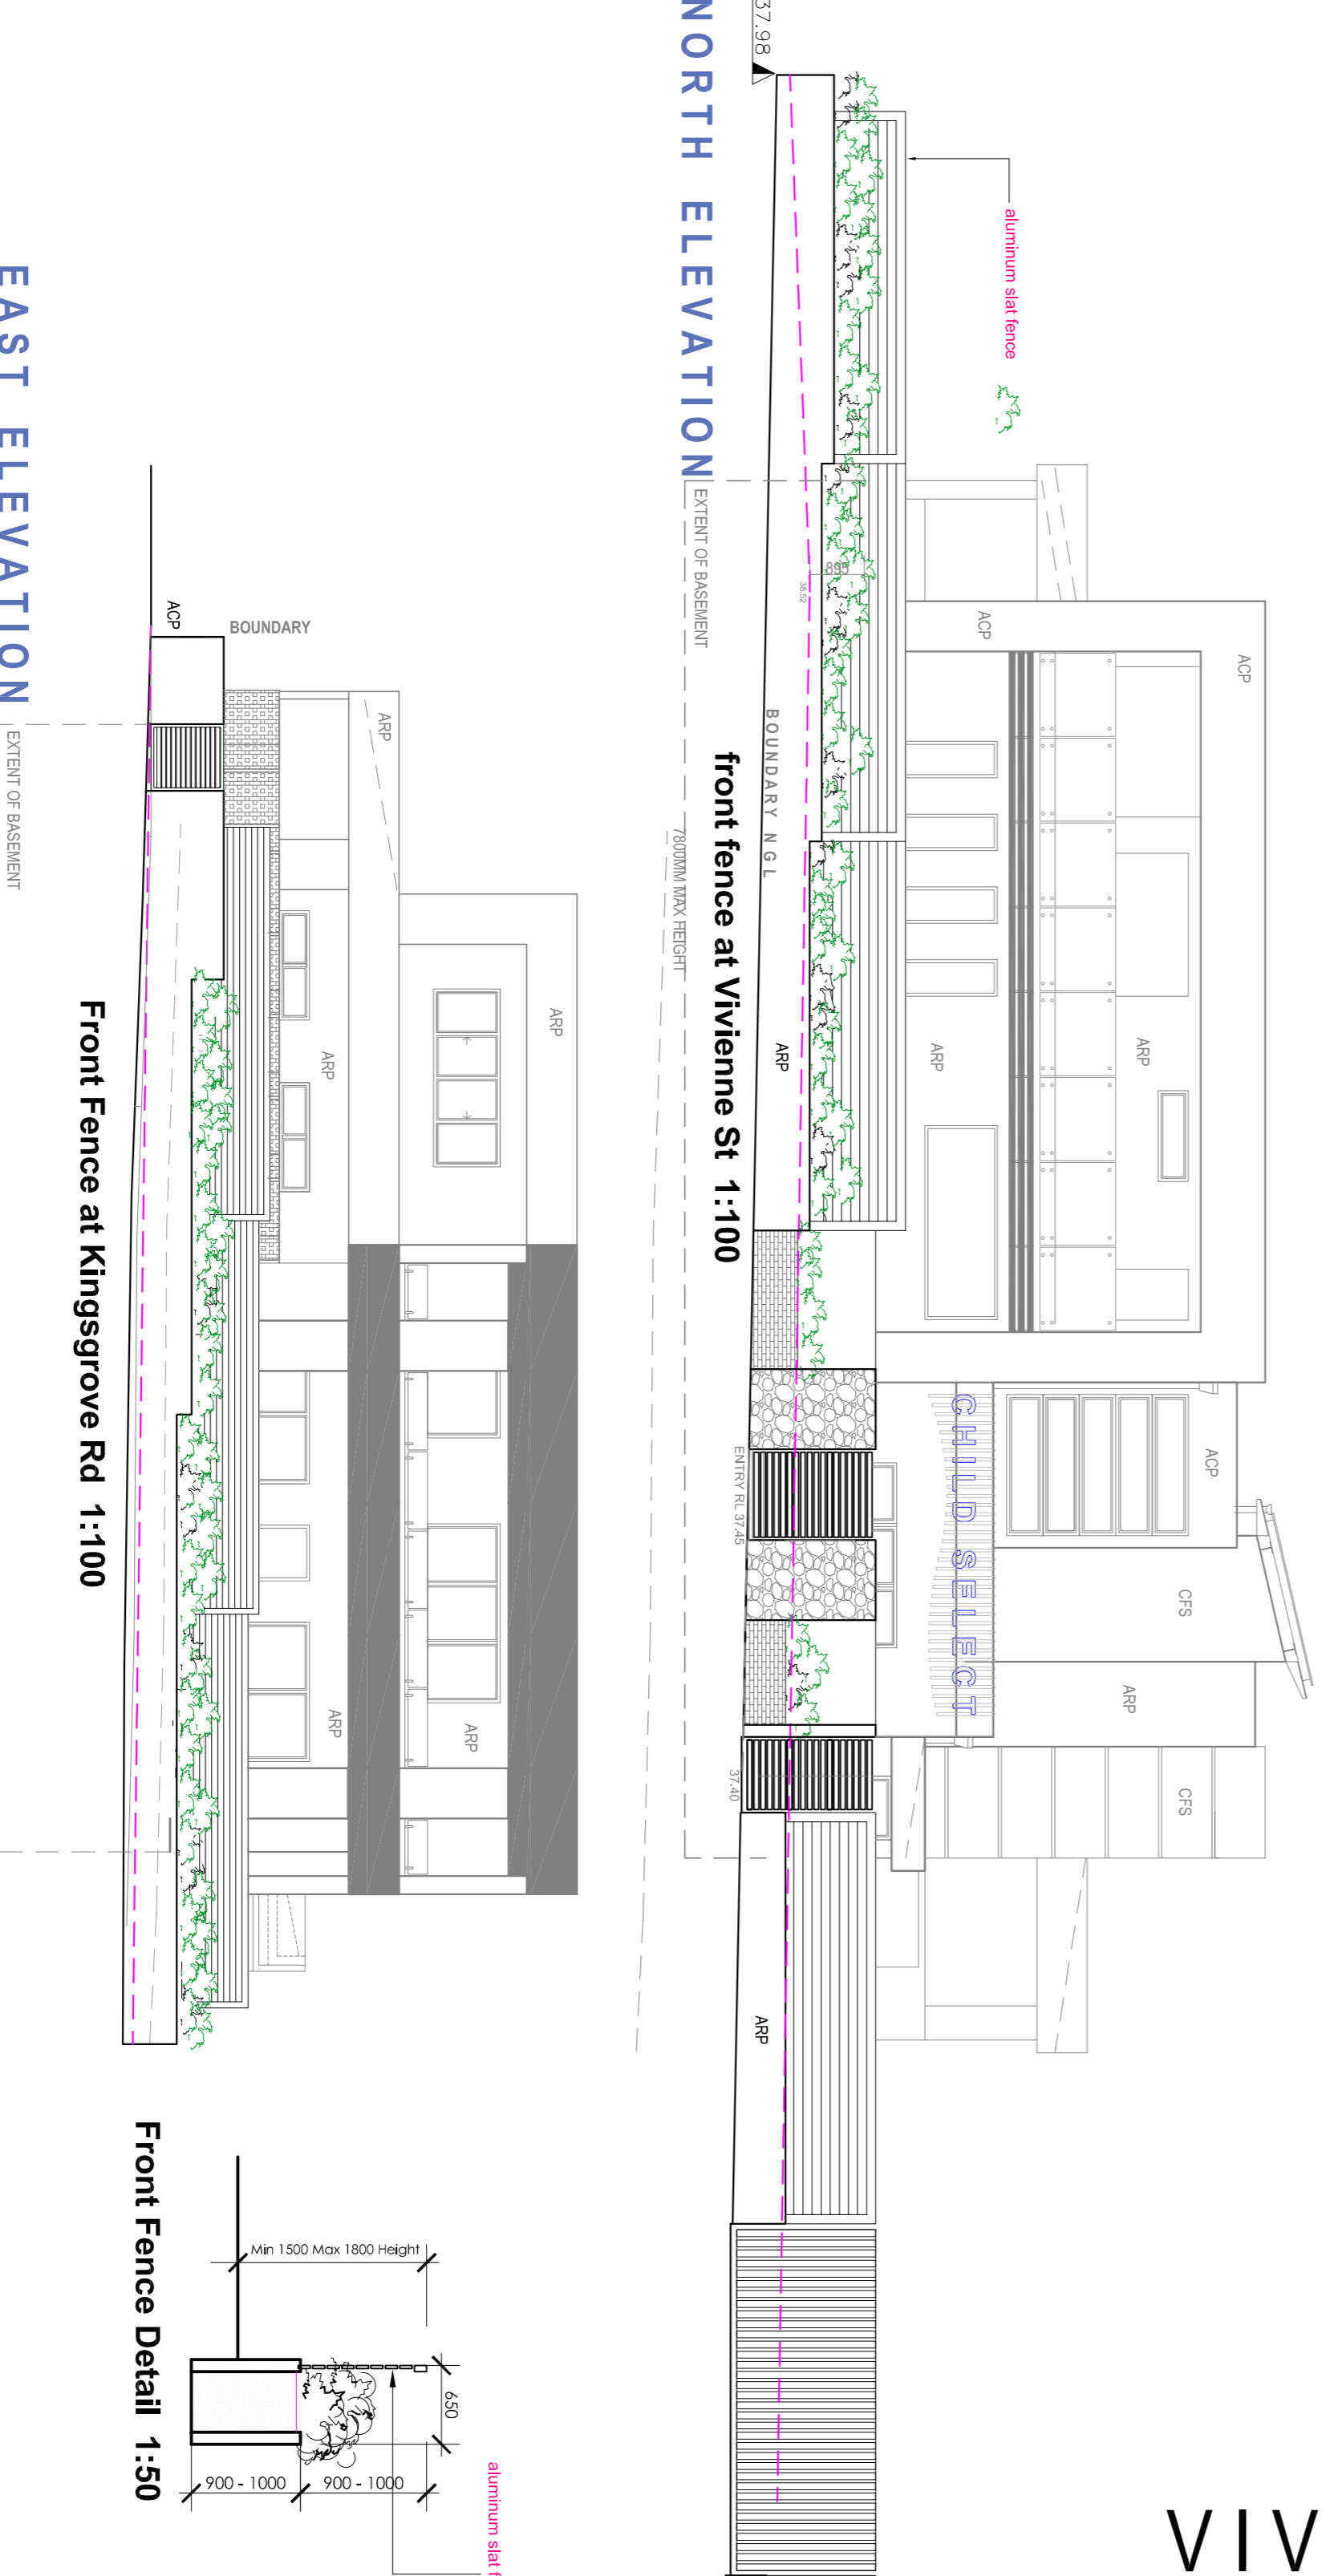 VIV
aluminum slat fence
ACP
ACP
ARP
ARP
ACP
CFS
ARP
CFS
CHILD SELECT
895
38.52
37.98
BOUNDARY NGL
ARP
ENTRY RL 37.45
37.40
ARP
NORTH ELEVATION
EXTENT OF BASEMENT
front fence at Vivienne St 1:100
7800MM MAX HEIGHT
ARP
ARP
ARP
ARP
ARP
BOUNDARY
ACP
Front Fence at Kingsgrove Rd 1:100
EAST ELEVATION
EXTENT OF BASEMENT
aluminum slat f
650
Min 1500 Max 1800 Height
900 - 1000
900 - 1000
Front Fence Detail 1:50